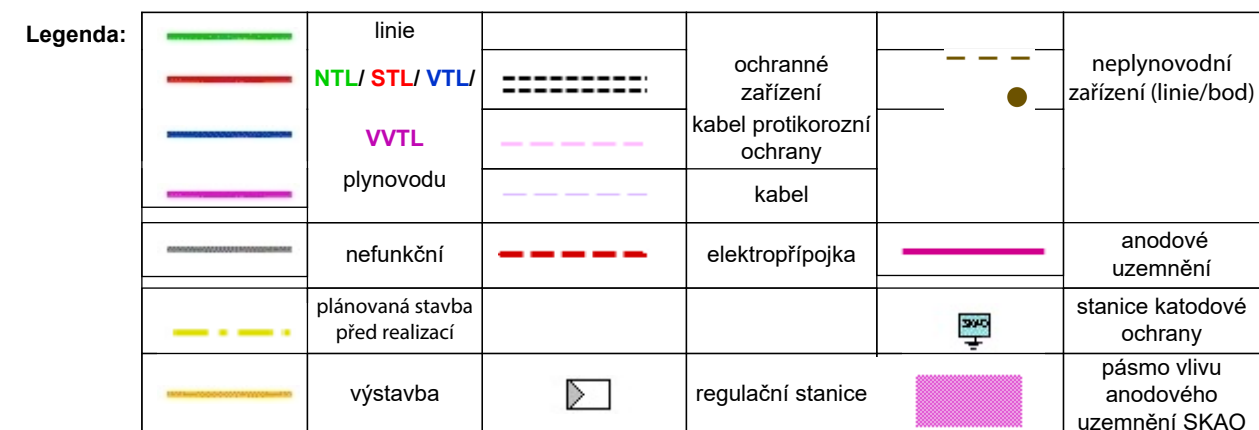 Legenda:
linie
NTL/ STL/ VTL/
VVTL
plynovodu
ochranné
zařízení
kabel protikorozní
ochrany
kabel
neplynovodní
zařízení (linie/bod)
nefunkční
elektropřípojka
anodové
uzemnění
plánovaná stavba
před realizací
SKAO
stanice katodové
ochrany
výstavba
regulační stanice
pásmo vlivu
anodového
uzemnění SKAO